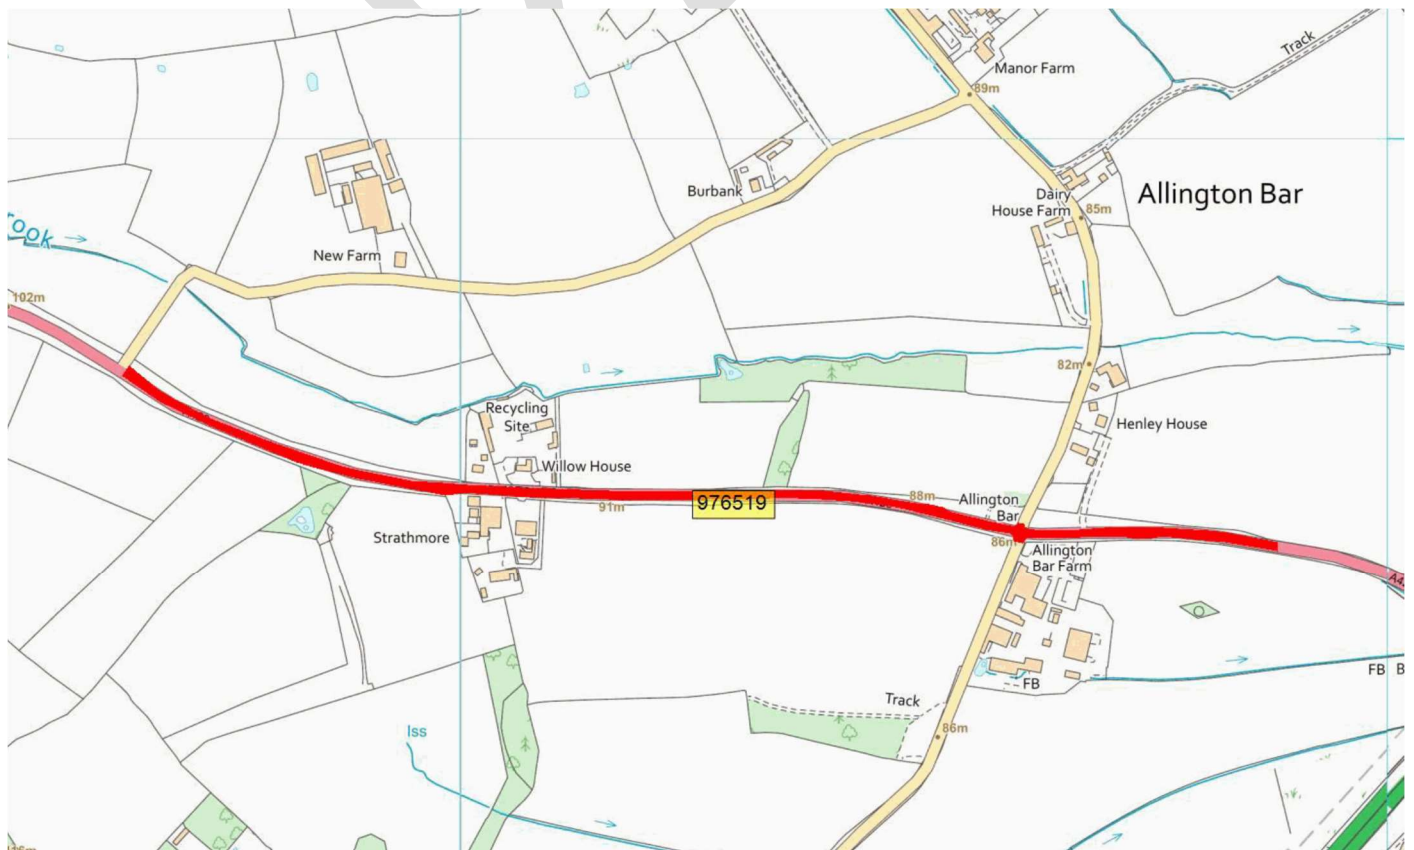 Manor Farm
Track
89m
Burbank
Dairy
House Farm
85m
Allington Bar
ook
New Farm
102m
82m
Recycling
Site
Henley House
Willow House
976519
88m
Allington
Bar
91m
Strathmore
86m
Allington
Bar Farm
FB
FB B
Track
86m
Iss